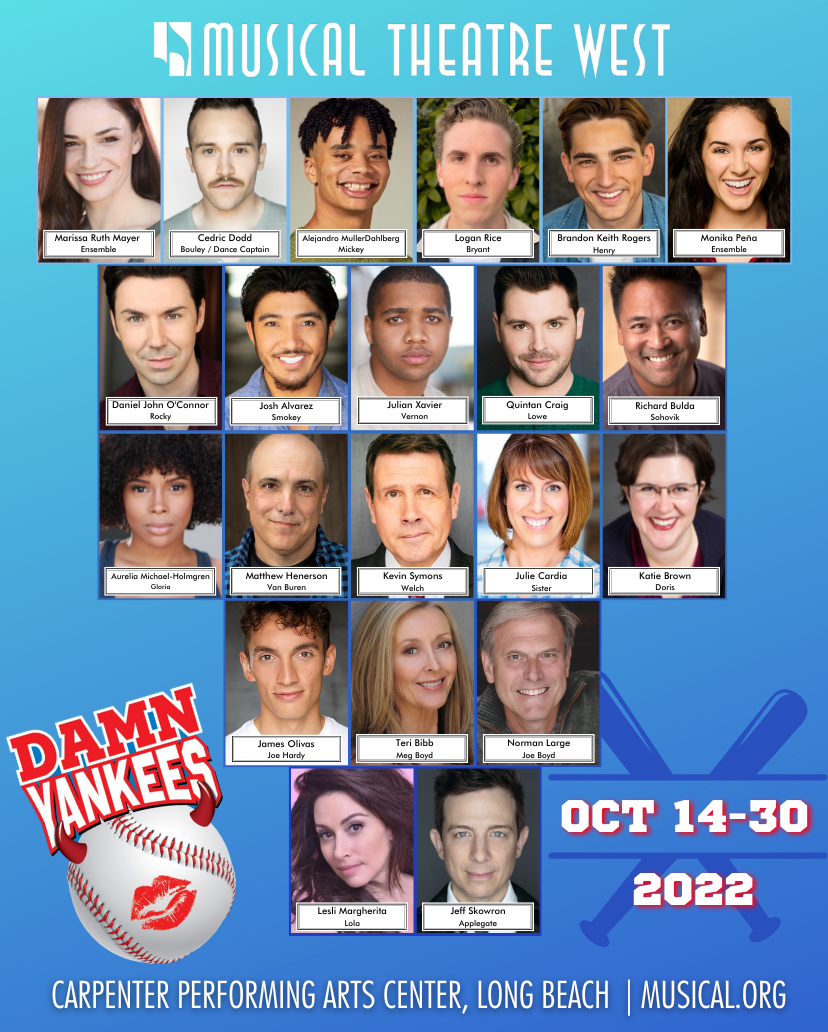 MUSICAL THEATRE WEST
Marissa Ruth Mayer
Ensemble
Cedric Dodd
Bouley / Dance Captain
Alejandro MullerDahlberg
Mickey
Logan Rice
Bryant
Brandon Keith Rogers
Henry
Monika Peña
Ensemble
Daniel John O'Connor
Rocky
Josh Alvarez
Smokey
Julian Xavier
Vernon
Quintan Craig
Lowe
Richard Bulda
Sohovik
Aurelia Michael-Holmgren
Gloria
Matthew Henerson
Van Buren
Kevin Symons
Welch
Julie Cardia
Sister
Katie Brown
Doris
James Olivas
Joe Hardy
Teri Bibb
Meg Boyd
Norman Large
Joe Boyd
DAMN
YANKEES
Lesli Margherita
Lola
Jeff Skowron
Applegate
OCT 14-30
2022
CARPENTER PERFORMING ARTS CENTER, LONG BEACH | MUSICAL.ORG